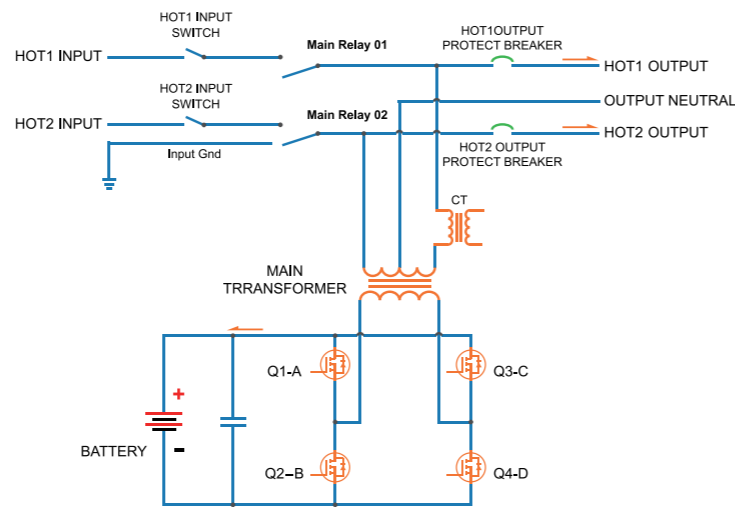 HOT1 INPUT
SWITCH
HOT1OUTPUT
PROTECT BREAKER
Main Relay 01
HOT1 INPUT
HOT1 OUTPUT
HOT2 INPUT
SWITCH
OUTPUT NEUTRAL
Main Relay 02
HOT2 INPUT
HOT2 OUTPUT
Input Gnd
HOT2 OUTPUT
PROTECT BREAKER
CT
MAIN
TRRANSFORMER
Q1-A
Q3-C
+
BATTERY
-
Q2–B
Q4-D